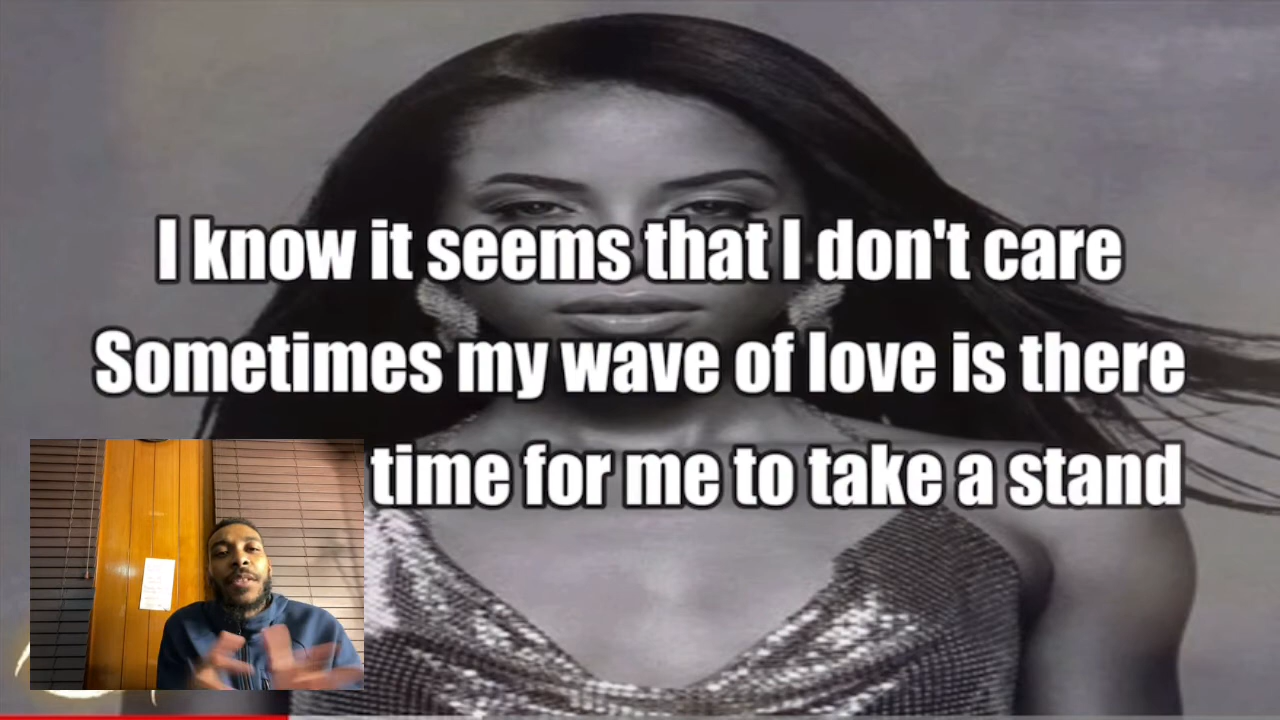 I know it seems that I don't care
Sometimes my wave of love is there
time for me to take a stand